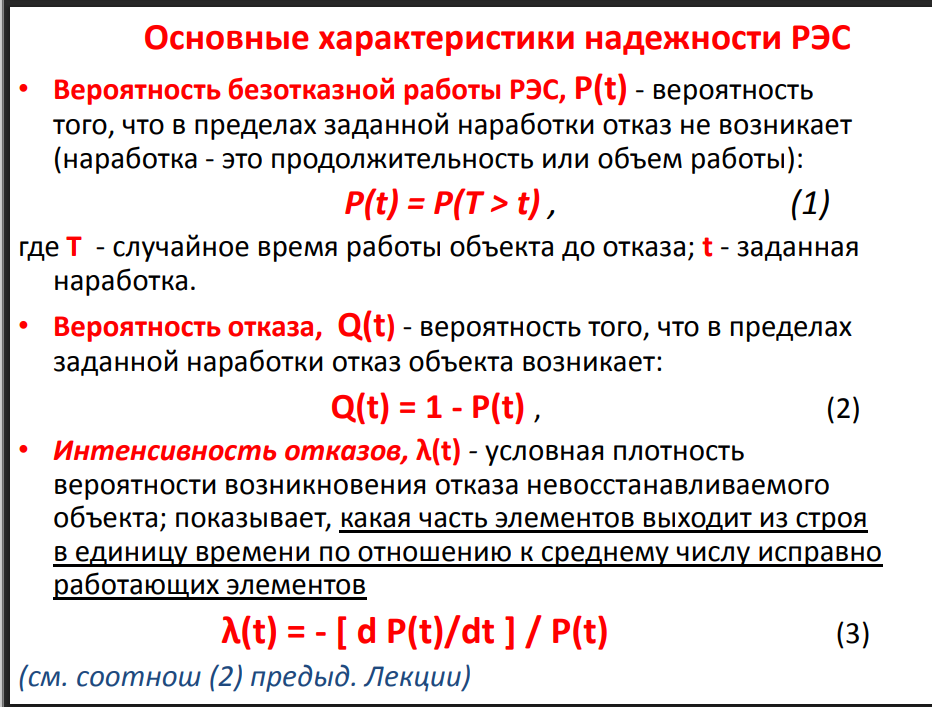 Основные характеристики надежности РЭС
• Вероятность безотказной работы РЭС, P(t) - вероятность
того, что в пределах заданной наработки отказ не возникает
(наработка - это продолжительность или объем работы):
P(t) = P(T > t) , (1)
где T - случайное время работы объекта до отказа; t - заданная
наработка.
• Вероятность отказа, Q(t) - вероятность того, что в пределах
заданной наработки отказ объекта возникает:
Q(t) = 1 - P(t) , (2)
• Интенсивность отказов, λ(t) - условная плотность
вероятности возникновения отказа невосстанавливаемого
объекта; показывает, какая часть элементов выходит из строя
в единицу времени по отношению к среднему числу исправно
работающих элементов
λ(t) = - [ d P(t)/dt ] / P(t) (3)
(см. соотнош (2) предыд. Лекции)